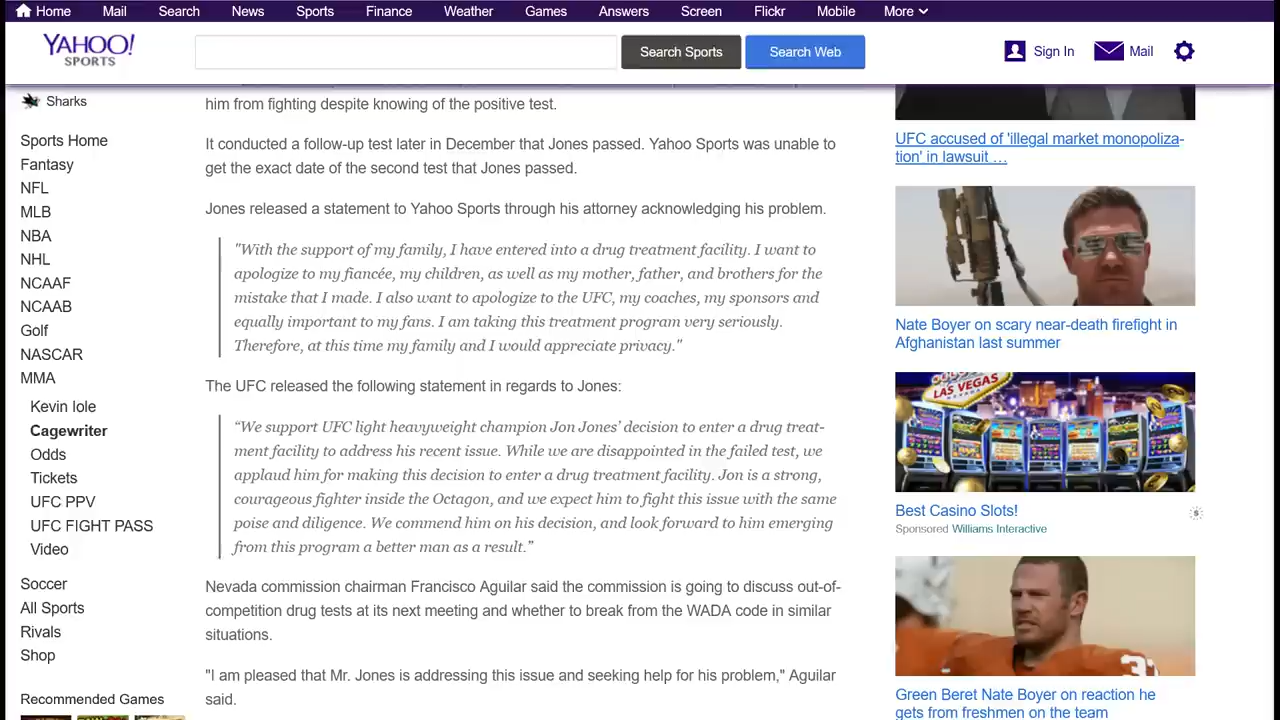 Home Mail Search News Sports Finance Weather Games Answers Screen Flickr Mobile More
YAHOO!
SPORTS
Search Sports
Search Web
Sign In
Mail
Sharks
Sports Home
Fantasy
NFL
MLB
NBA
NHL
NCAAF
NCAAB
Golf
NASCAR
MMA
Kevin Iole
Cagewriter
Odds
Tickets
UFC PPV
UFC FIGHT PASS
Video
Soccer
All Sports
Rivals
Shop
Recommended Games
him from fighting despite knowing of the positive test.
It conducted a follow-up test later in December that Jones passed. Yahoo Sports was unable to
get the exact date of the second test that Jones passed.
Jones released a statement to Yahoo Sports through his attorney acknowledging his problem.
"With the support of my family, I have entered into a drug treatment facility. I want to
apologize to my fiancée, my children, as well as my mother, father, and brothers for the
mistake that I made. I also want to apologize to the UFC, my coaches, my sponsors and
equally important to my fans. I am taking this treatment program very seriously.
Therefore, at this time my family and I would appreciate privacy."
The UFC released the following statement in regards to Jones:
“We support UFC light heavyweight champion Jon Jones’ decision to enter a drug treat-
ment facility to address his recent issue. While we are disappointed in the failed test, we
applaud him for making this decision to enter a drug treatment facility. Jon is a strong,
courageous fighter inside the Octagon, and we expect him to fight this issue with the same
poise and diligence. We commend him on his decision, and look forward to him emerging
from this program a better man as a result.”
Nevada commission chairman Francisco Aguilar said the commission is going to discuss out-of-
competition drug tests at its next meeting and whether to break from the WADA code in similar
situations.
"I am pleased that Mr. Jones is addressing this issue and seeking help for his problem," Aguilar
said.
UFC accused of 'illegal market monopoliza-
tion' in lawsuit …
Nate Boyer on scary near-death firefight in
Afghanistan last summer
LAS VEGAS
Best Casino Slots!
Sponsored Williams Interactive
Green Beret Nate Boyer on reaction he
gets from freshmen on the team